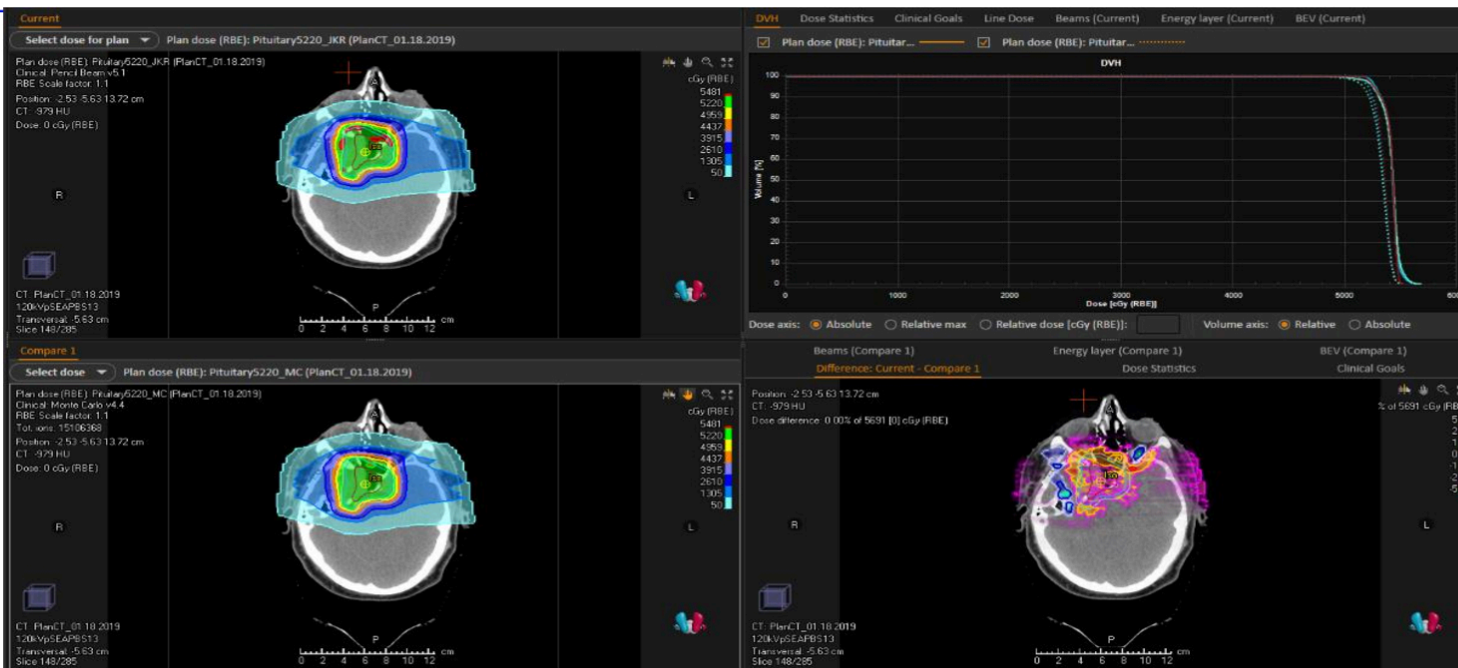 Current
Select dose for plan Plan dose (RBE): Pituitary5220_JKR (PlanCT_01.18.2019)
Plan dose (RBE): Pituitary5220_JKR (PlanCT_01.18.2019)
Clinical: Pencil Beam v5.1
RBE Scale factor: 1.1
Position: -2.53 -5.63 13.72 cm
CT: -979 HU
Dose: 0 cGy (RBE)
cGy (RBE)
5481
5220
4959
4437
3915
2610
1305
50
A
R
L
P
CT: PlanCT_01.18.2019
120kVpSEAPBS13
Transversal: -5.63 cm
Slice 148/285
0 2 4 6 8 10 12 cm
DVH Dose Statistics Clinical Goals Line Dose Beams (Current) Energy layer (Current) BEV (Current)
Plan dose (RBE): Pituitar... Plan dose (RBE): Pituitar...
DVH
Volume [%]
100
90
80
70
60
50
40
30
20
10
0
0 1000 2000 3000 4000 5000
Dose [cGy (RBE)]
Dose axis: Absolute Relative max Relative dose [cGy (RBE)]: Volume axis: Relative Absolute
Compare 1
Select dose Plan dose (RBE): Pituitary5220_MC (PlanCT_01.18.2019)
Plan dose (RBE): Pituitary5220_MC (PlanCT_01.18.2019)
Clinical: Monte Carlo v4.4
RBE Scale factor: 1.1
Tot. ions: 15106368
Position: -2.53 -5.63 13.72 cm
CT: -979 HU
Dose: 0 cGy (RBE)
cGy (RBE)
5481
5220
4959
4437
3915
2610
1305
50
A
R
L
P
CT: PlanCT_01.18.2019
120kVpSEAPBS13
Transversal: -5.63 cm
Slice 148/285
0 2 4 6 8 10 12 cm
Beams (Compare 1) Energy layer (Compare 1) BEV (Compare 1)
Difference: Current - Compare 1 Dose Statistics Clinical Goals
Position: -2.53 -5.63 13.72 cm
CT: -979 HU
Dose difference: 0.00% of 5691 [0] cGy (RBE)
% of 5691 cGy (RB
A
R
L
P
CT: PlanCT_01.18.2019
120kVpSEAPBS13
Transversal: -5.63 cm
Slice 148/285
0 2 4 6 8 10 12 cm